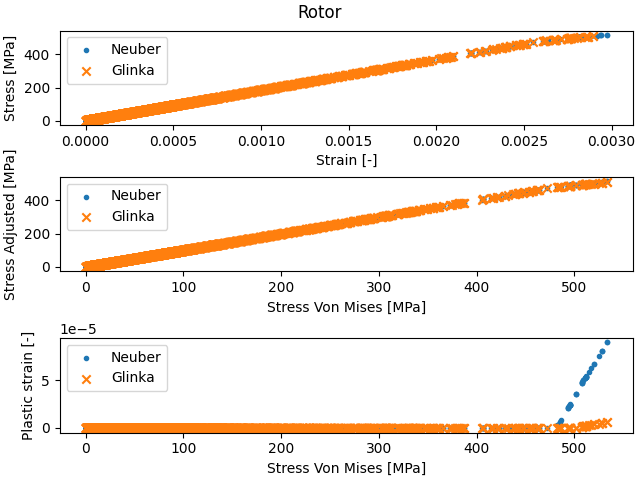 Rotor
Stress [MPa]
400
200
0
Neuber
Glinka
0.0000 0.0005 0.0010 0.0015 0.0020 0.0025 0.0030
Strain [-]
Stress Adjusted [MPa]
400
200
0
Neuber
Glinka
0 100 200 300 400 500
Stress Von Mises [MPa]
1e−5
Plastic strain [-]
5
0
Neuber
Glinka
0 100 200 300 400 500
Stress Von Mises [MPa]